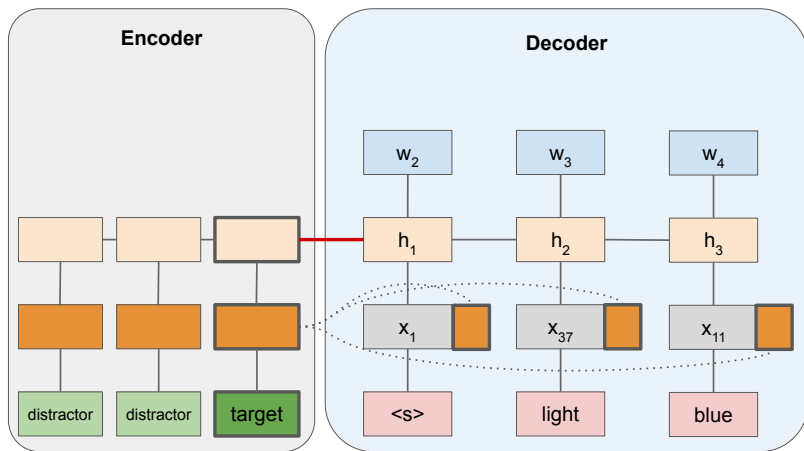 Encoder
Decoder
w2 w3 w4
h1 h2 h3
x1 x37 x11
distractor distractor target <s> light blue